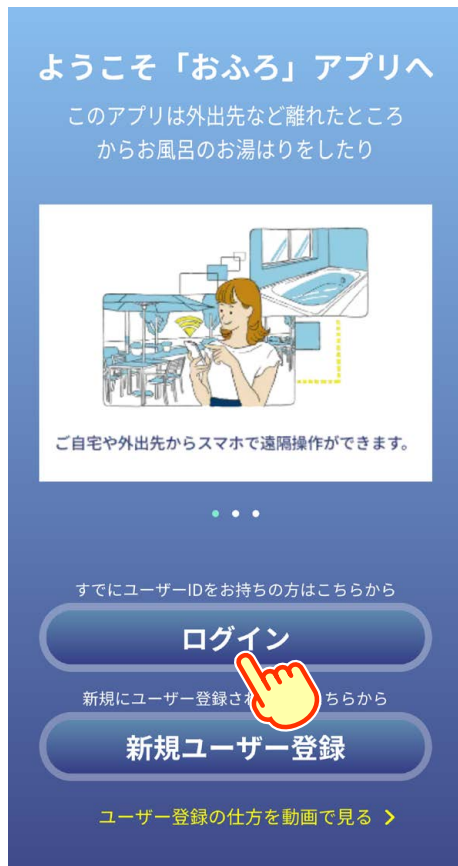 ようこそ「おふろ」アプリへ
このアプリは外出先など離れたところ
からお風呂のお湯はりをしたり
ご自宅や外出先からスマホで遠隔操作ができます。
すでにユーザーIDをお持ちの方はこちらから
ログイン
新規にユーザー登録さ ちらから
新規ユーザー登録
ユーザー登録の仕方を動画で見る